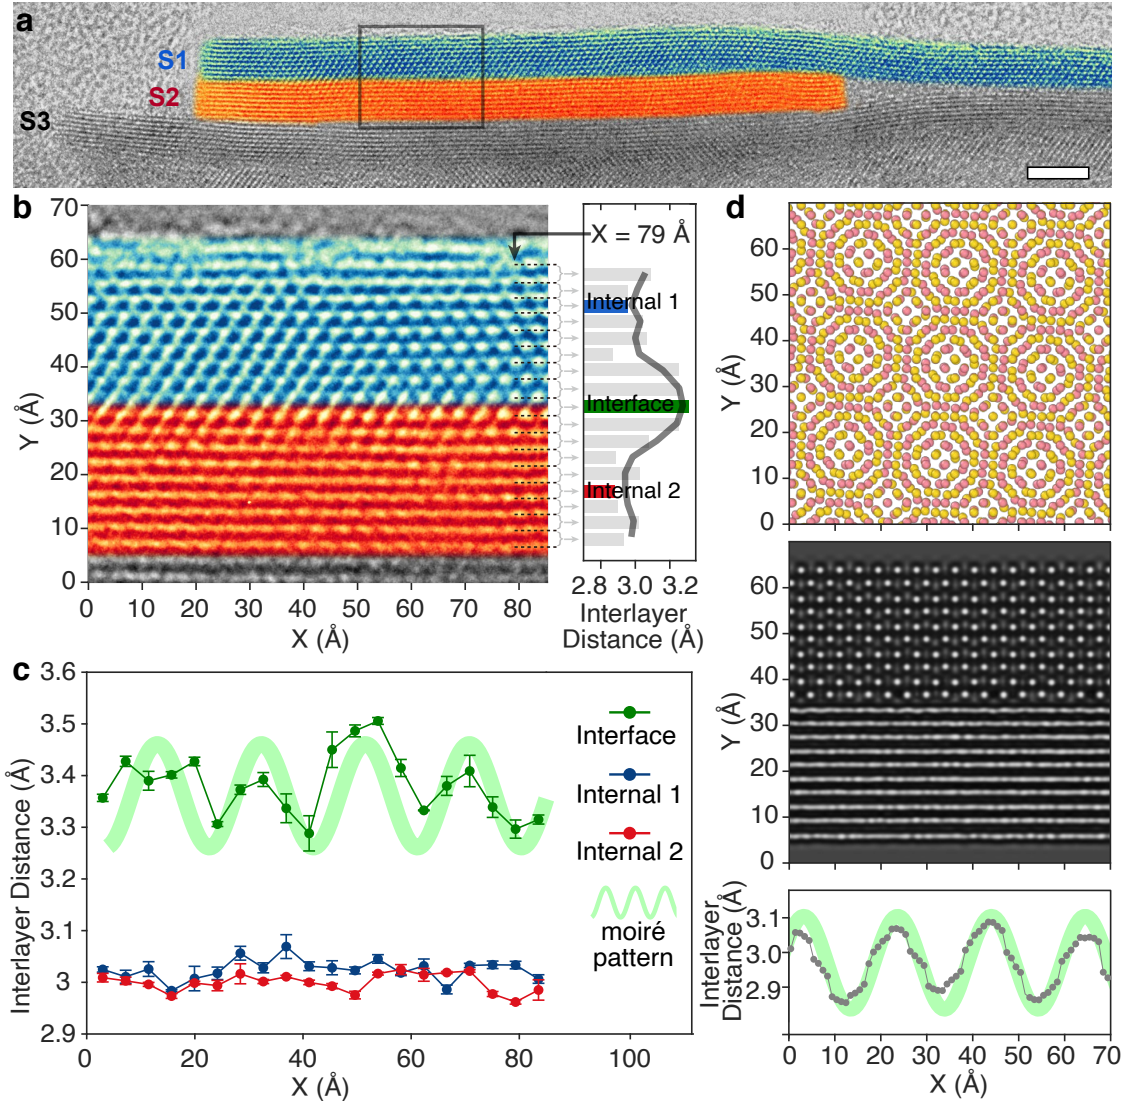 a
S1
S2
S3
b
70
60
50
40
30
20
10
0
Y (Å)
0 10 20 30 40 50 60 70 80
X (Å)
X = 79 Å
Internal 1
Interface
Internal 2
2.8 3.0 3.2
Interlayer
Distance (Å)
c
3.6
3.5
3.4
3.3
3.2
3.1
3
2.9
Interlayer Distance (Å)
0 20 40 60 80 100
X (Å)
Interface
Internal 1
Internal 2
moiré
pattern
d
60
50
40
30
20
10
0
Y (Å)
60
50
40
30
20
10
0
Y (Å)
3.1
3.0
2.9
Interlayer
Distance (Å)
0 10 20 30 40 50 60 70
X (Å)